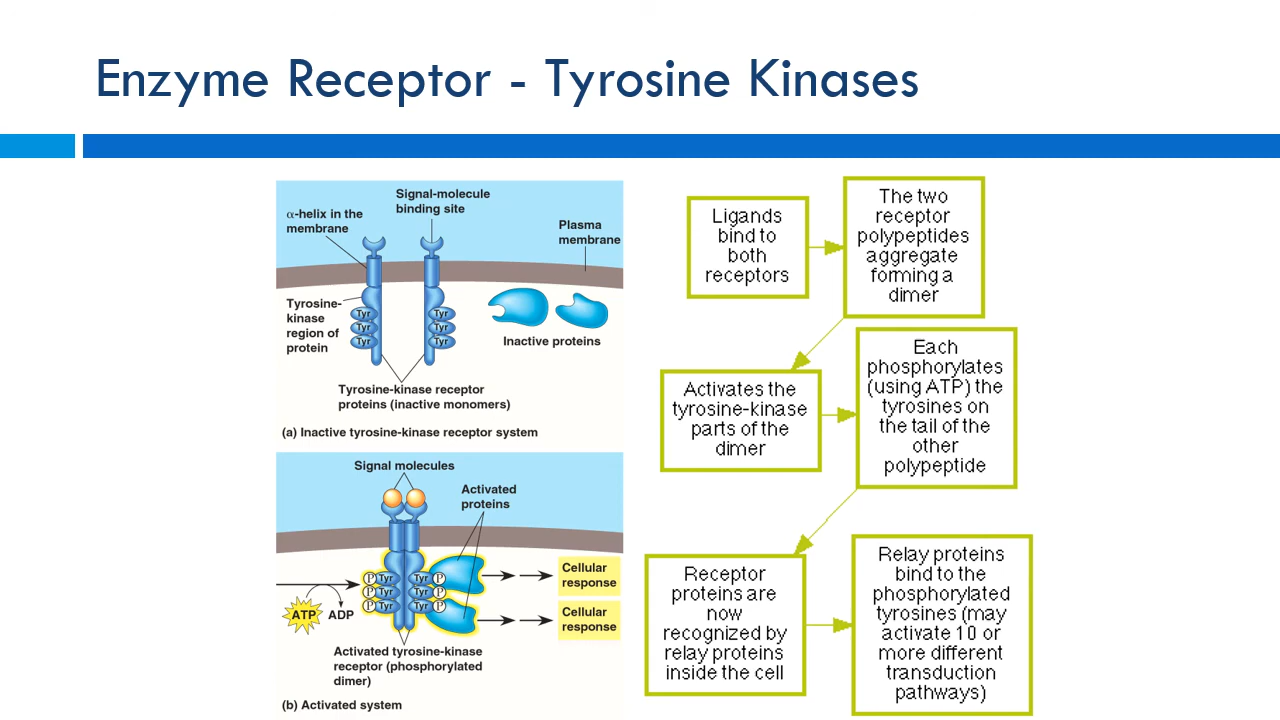 Enzyme Receptor - Tyrosine Kinases
Signal-molecule
binding site
α-helix in the
membrane
Plasma
membrane
Tyrosine-
kinase
region of
protein
Tyr
Tyr
Tyr
Tyr
Tyr
Tyr
Inactive proteins
Tyrosine-kinase receptor
proteins (inactive monomers)
(a) Inactive tyrosine-kinase receptor system
Signal molecules
Activated
proteins
P Tyr Tyr P
P Tyr Tyr P
P Tyr Tyr P
Cellular
response
Cellular
response
ATP ADP
Activated tyrosine-kinase
receptor (phosphorylated
dimer)
(b) Activated system
Ligands
bind to
both
receptors
The two
receptor
polypeptides
aggregate
forming a
dimer
Activates the
tyrosine-kinase
parts of the
dimer
Each
phosphorylates
(using ATP) the
tyrosines on
the tail of the
other
polypeptide
Receptor
proteins are
now
recognized by
relay proteins
inside the cell
Relay proteins
bind to the
phosphorylated
tyrosines (may
activate 10 or
more different
transduction
pathways)